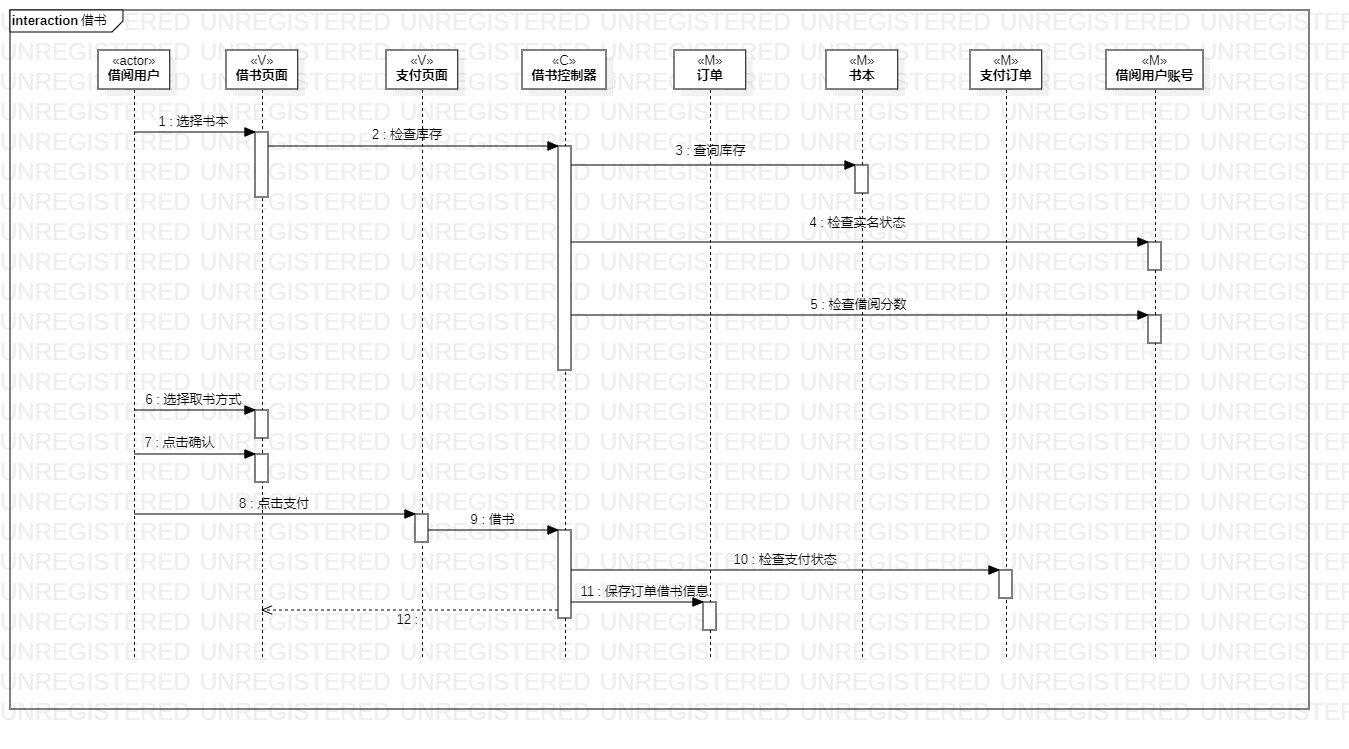 interaction 借书
«actor»
借阅用户
«V»
借书页面
«V»
支付页面
«C»
借书控制器
«M»
订单
«M»
书本
«M»
支付订单
«M»
借阅用户账号
1 : 选择书本
2 : 检查库存
3 : 查询库存
4 : 检查实名状态
5 : 检查借阅分数
6 : 选择取书方式
7 : 点击确认
8 : 点击支付
9 : 借书
10 : 检查支付状态
11 : 保存订单借书信息
12 :
UNREGISTERED UNREGISTERED UNREGISTERED UNREGISTERED UNREGISTERED UNREGISTERED UNREGISTERED